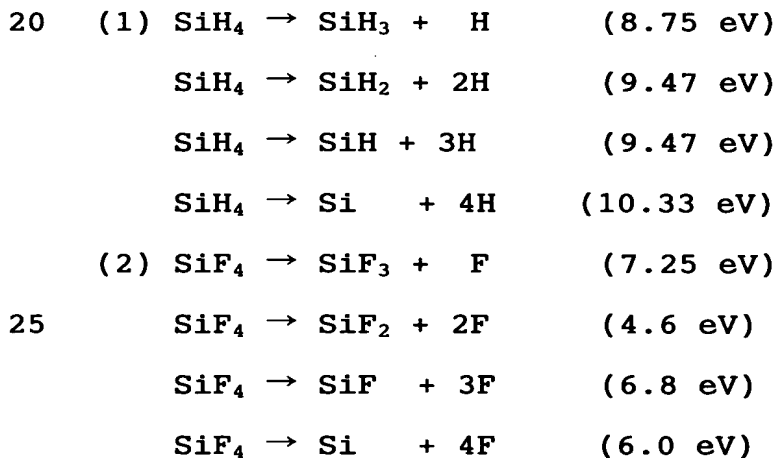 20 (1) SiH₄ → SiH₃ + H (8.75 eV)
SiH₄ → SiH₂ + 2H (9.47 eV)
SiH₄ → SiH + 3H (9.47 eV)
SiH₄ → Si + 4H (10.33 eV)
(2) SiF₄ → SiF₃ + F (7.25 eV)
25 SiF₄ → SiF₂ + 2F (4.6 eV)
SiF₄ → SiF + 3F (6.8 eV)
SiF₄ → Si + 4F (6.0 eV)